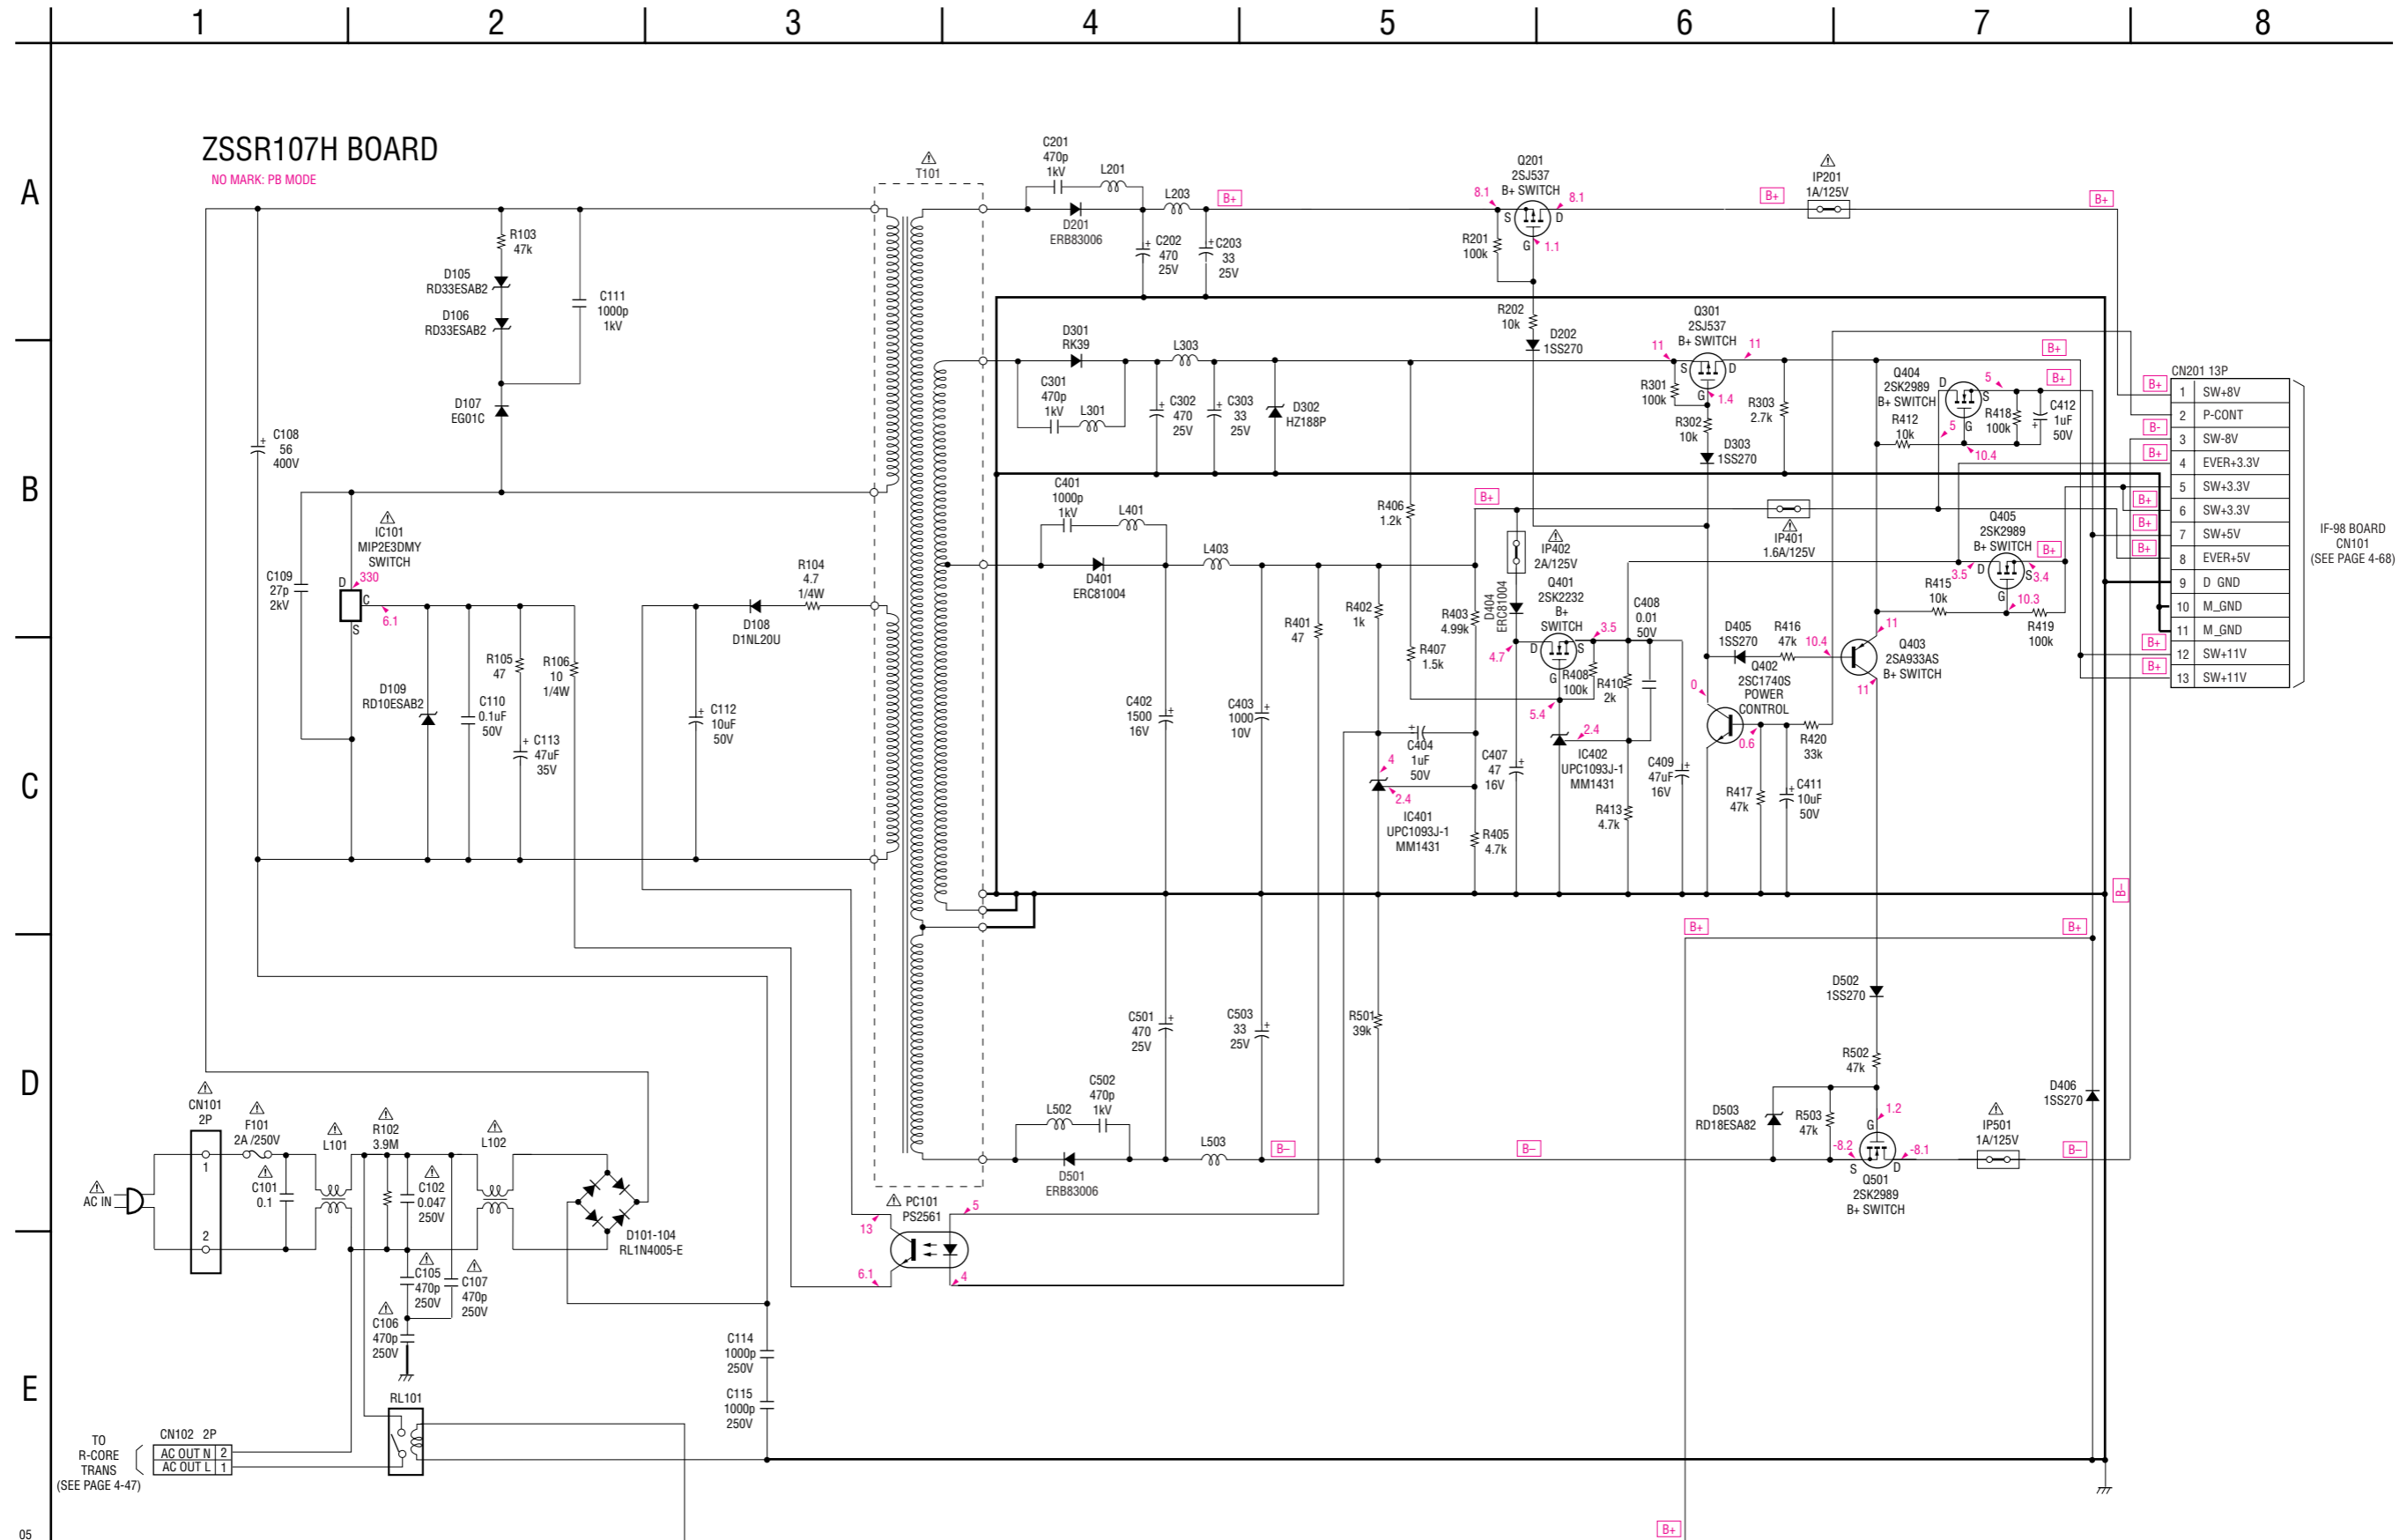 1 2 3 4 5 6 7 8
A
B
C
D
E
ZSSR107H BOARD
NO MARK: PB MODE
T101
C201
470p
1kV
L201
L203
B+
D201
ERB83006
C202
470
25V
C203
33
25V
8.1
Q201
2SJ537
B+ SWITCH
8.1
S
D
G
1.1
R201
100k
B+
IP201
1A/125V
B+
R103
47k
D105
RD33ESAB2
D106
RD33ESAB2
C111
1000p
1kV
D107
EG01C
C108
56
400V
R202
10k
D202
1SS270
Q301
2SJ537
B+ SWITCH
11
11
S
D
G
1.4
R301
100k
R302
10k
D303
1SS270
R303
2.7k
D301
RK39
L303
C301
470p
1kV
L301
C302
470
25V
C303
33
25V
D302
HZ188P
Q404
2SK2989
B+ SWITCH
D
5
S
G
B+
B+
R412
10k
5
10.4
R418
100k
C412
1uF
50V
CN201 13P
B+
1 SW+8V
2 P-CONT
B-
3 SW-8V
B+
4 EVER+3.3V
5 SW+3.3V
B+
6 SW+3.3V
B+
7 SW+5V
B+
8 EVER+5V
9 D GND
10 M_GND
11 M_GND
B+
12 SW+11V
B+
13 SW+11V
IF-98 BOARD
CN101
(SEE PAGE 4-68)
C109
27p
2kV
IC101
MIP2E3DMY
SWITCH
D
330
C
S
6.1
R104
4.7
1/4W
D108
D1NL20U
C401
1000p
1kV
L401
D401
ERC81004
L403
R406
1.2k
B+
IP402
2A/125V
D404
ERC81004
IP401
1.6A/125V
Q405
2SK2989
B+ SWITCH
B+
3.5
D
S
3.4
G
10.3
R415
10k
R419
100k
R401
47
R402
1k
R403
4.99k
R407
1.5k
Q401
2SK2232
B+
SWITCH
4.7
D
S
G
3.5
R408
100k
R410
2k
C408
0.01
50V
5.4
D405
1SS270
R416
47k
10.4
11
Q403
2SA933AS
B+ SWITCH
11
Q402
2SC1740S
POWER
CONTROL
0
0.6
R420
33k
R417
47k
C411
10uF
50V
D109
RD10ESAB2
R105
47
R106
10
1/4W
C110
0.1uF
50V
C113
47uF
35V
C112
10uF
50V
C402
1500
16V
C403
1000
10V
C404
1uF
50V
4
2.4
IC401
UPC1093J-1
MM1431
R405
4.7k
C407
47
16V
2.4
IC402
UPC1093J-1
MM1431
R413
4.7k
C409
47uF
16V
B-
B+
B+
C501
470
25V
C503
33
25V
R501
39k
D502
1SS270
R502
47k
D503
RD18ESA82
R503
47k
1.2
G
-8.2
S
D
-8.1
Q501
2SK2989
B+ SWITCH
IP501
1A/125V
B-
D406
1SS270
L502
C502
470p
1kV
D501
ERB83006
L503
B-
B-
AC IN
CN101
2P
1
2
F101
2A /250V
C101
0.1
L101
R102
3.9M
C102
0.047
250V
L102
D101-104
RL1N4005-E
C105
470p
250V
C107
470p
250V
C106
470p
250V
PC101
PS2561
13
6.1
5
4
C114
1000p
250V
C115
1000p
250V
RL101
TO
R-CORE
TRANS
(SEE PAGE 4-47)
CN102 2P
AC OUT N 2
AC OUT L 1
B+
05